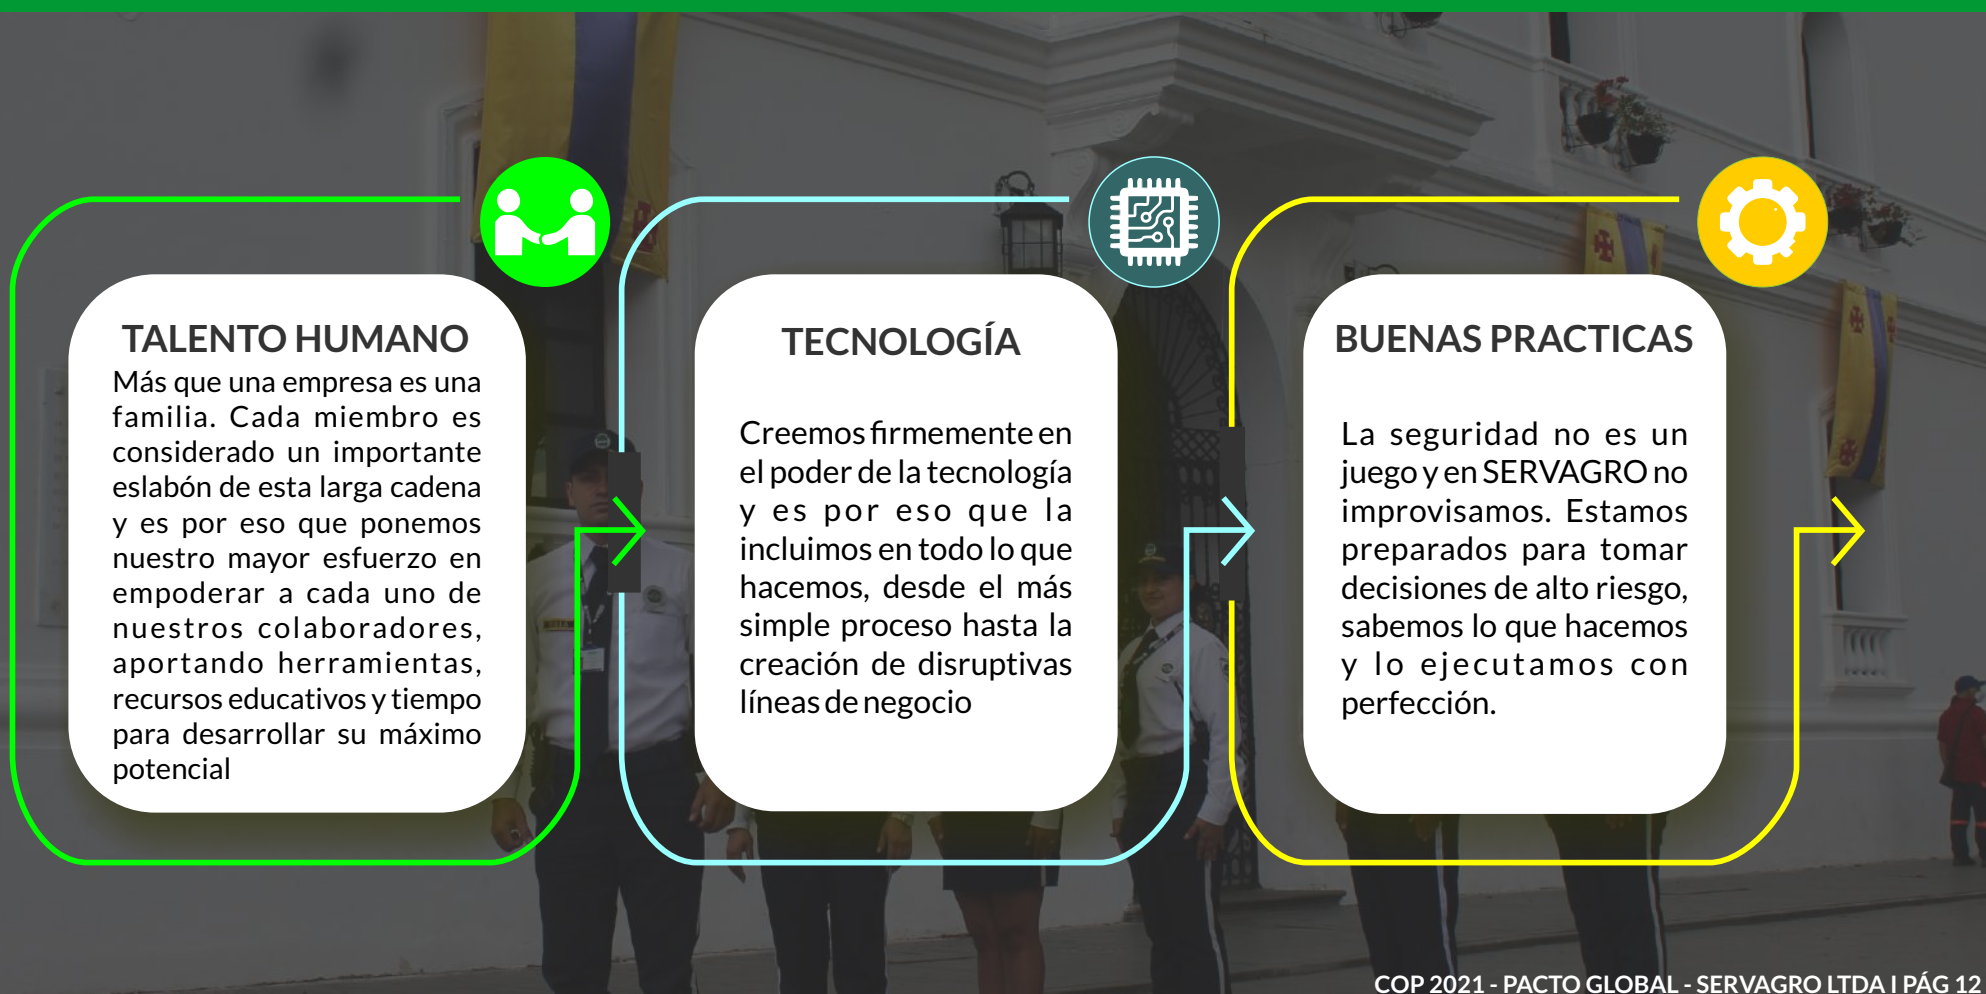 TALENTO HUMANO
Más que una empresa es una
familia. Cada miembro es
considerado un importante
eslabón de esta larga cadena
y es por eso que ponemos
nuestro mayor esfuerzo en
empoderar a cada uno de
nuestros colaboradores,
aportando herramientas,
recursos educativos y tiempo
para desarrollar su máximo
potencial
TECNOLOGÍA
Creemos firmemente en
el poder de la tecnología
y es por eso que la
incluimos en todo lo que
hacemos, desde el más
simple proceso hasta la
creación de disruptivas
líneas de negocio
BUENAS PRACTICAS
La seguridad no es un
juego y en SERVAGRO no
improvisamos. Estamos
preparados para tomar
decisiones de alto riesgo,
sabemos lo que hacemos
y lo ejecutamos con
perfección.
COP 2021 - PACTO GLOBAL - SERVAGRO LTDA I PÁG 12